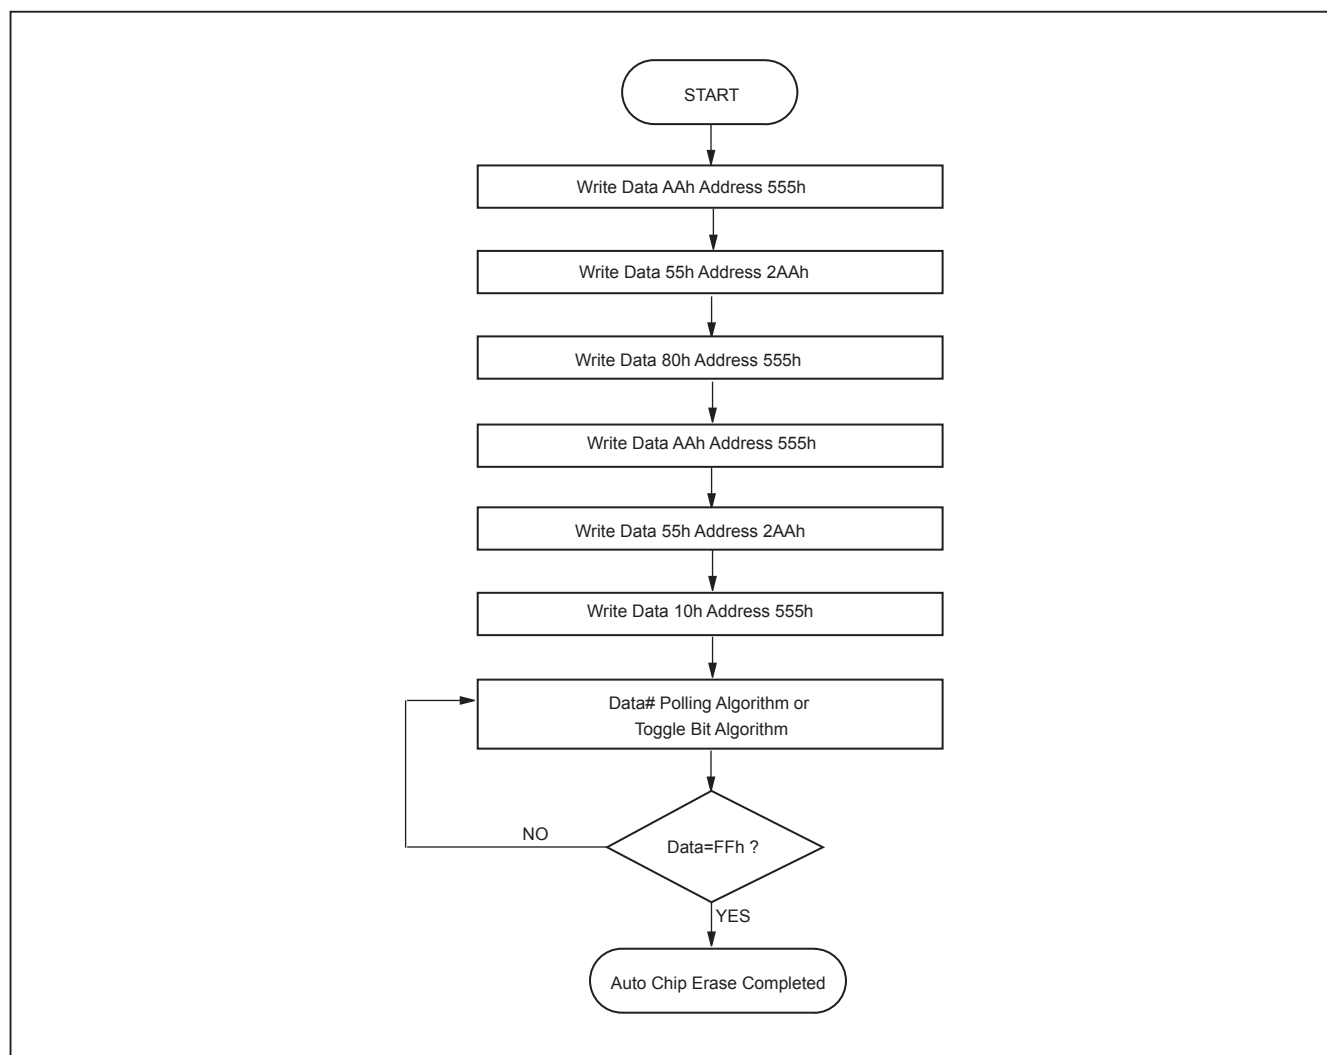 START
Write Data AAh Address 555h
Write Data 55h Address 2AAh
Write Data 80h Address 555h
Write Data AAh Address 555h
Write Data 55h Address 2AAh
Write Data 10h Address 555h
Data# Polling Algorithm or
Toggle Bit Algorithm
NO
Data=FFh ?
YES
Auto Chip Erase Completed